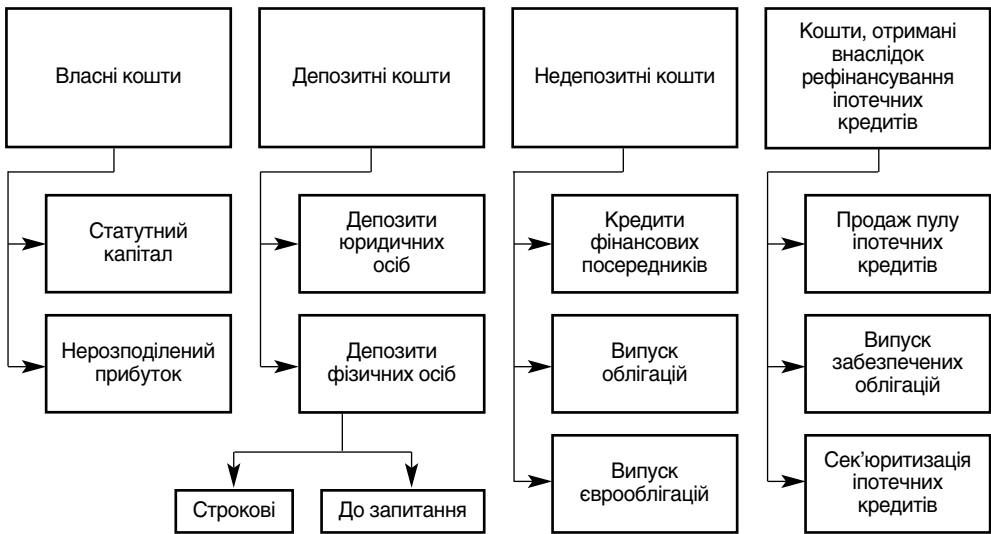 Власні кошти
Депозитні кошти
Недепозитні кошти
Кошти, отримані
внаслідок
рефінансування
іпотечних
кредитів
Статутний
капітал
Нерозподілений
прибуток
Депозити
юридичних
осіб
Депозити
фізичних осіб
Строкові
До запитання
Кредити
фінансових
посередників
Випуск
облігацій
Випуск
єврооблігацій
Продаж пулу
іпотечних
кредитів
Випуск
забезпечених
облігацій
Сек’юритизація
іпотечних
кредитів